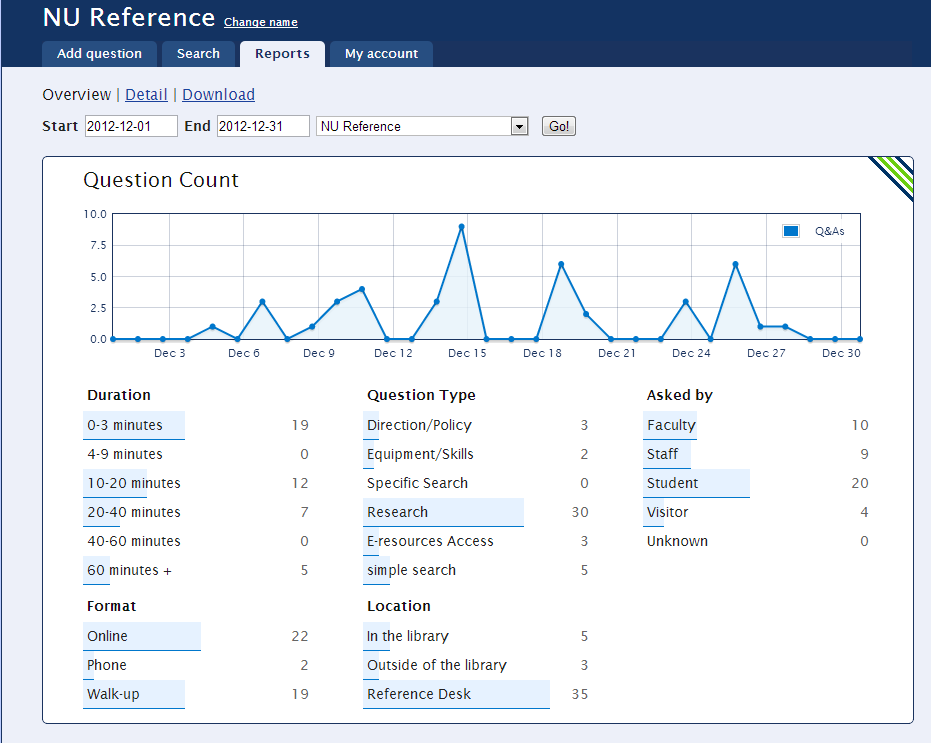 NU Reference Change name
Add question Search Reports My account
Overview | Detail | Download
Start 2012-12-01 End 2012-12-31 NU Reference Go!
Question Count
10.0
7.5
5.0
2.5
0.0
Q&As
Dec 3 Dec 6 Dec 9 Dec 12 Dec 15 Dec 18 Dec 21 Dec 24 Dec 27 Dec 30
Duration
0-3 minutes 19
4-9 minutes 0
10-20 minutes 12
20-40 minutes 7
40-60 minutes 0
60 minutes + 5
Question Type
Direction/Policy 3
Equipment/Skills 2
Specific Search 0
Research 30
E-resources Access 3
simple search 5
Asked by
Faculty 10
Staff 9
Student 20
Visitor 4
Unknown 0
Format
Online 22
Phone 2
Walk-up 19
Location
In the library 5
Outside of the library 3
Reference Desk 35